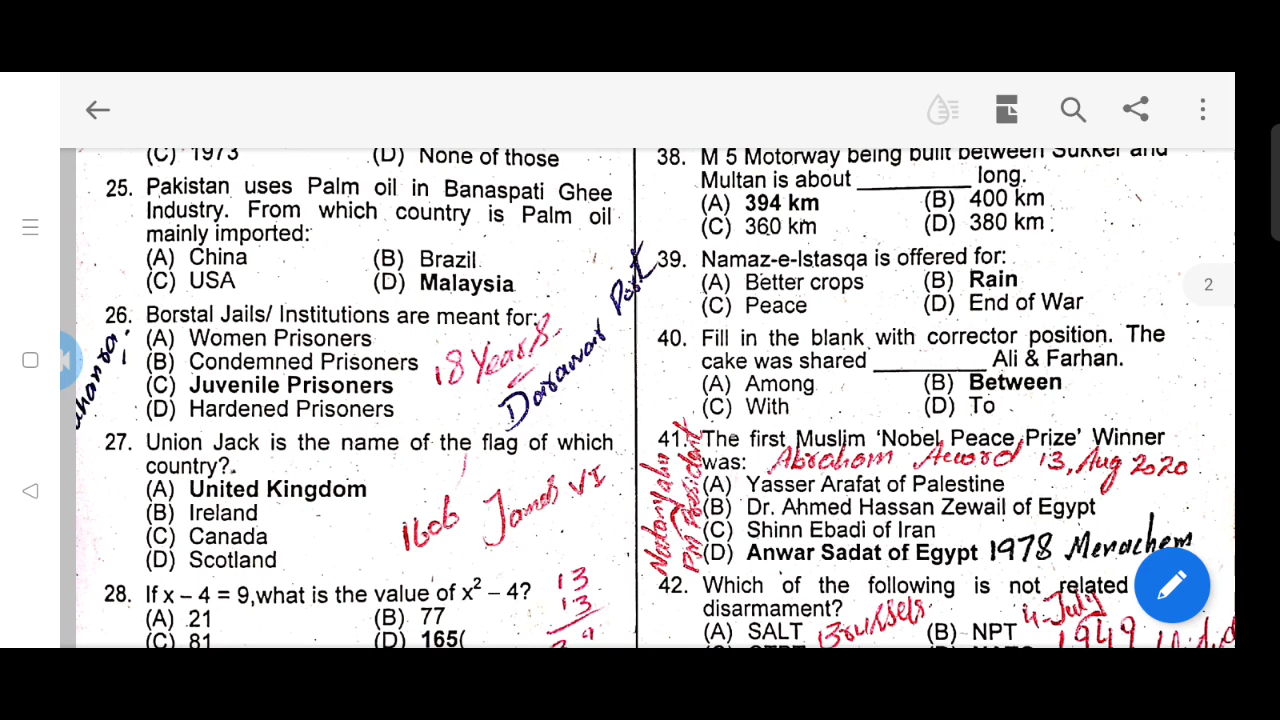 2
(C) 1973 (D) None of those
25. Pakistan uses Palm oil in Banaspati Ghee
Industry. From which country is Palm oil
mainly imported:
(A) China (B) Brazil
(C) USA (D) Malaysia
26. Borstal Jails/ Institutions are meant for:
(A) Women Prisoners
(B) Condemned Prisoners
(C) Juvenile Prisoners
(D) Hardened Prisoners
18 Years
Darawar Post
27. Union Jack is the name of the flag of which
country?
(A) United Kingdom
(B) Ireland
(C) Canada
(D) Scotland
1606 James VI
28. If x – 4 = 9,what is the value of x² – 4?
(A) 21 (B) 77
(C) 81 (D) 165(
13
13
38. M 5 Motorway being built between Sukker and
Multan is about __________ long.
(A) 394 km (B) 400 km
(C) 360 km (D) 380 km
39. Namaz-e-Istasqa is offered for:
(A) Better crops (B) Rain
(C) Peace (D) End of War
40. Fill in the blank with corrector position. The
cake was shared __________ Ali & Farhan.
(A) Among (B) Between
(C) With (D) To
41. The first Muslim ‘Nobel Peace Prize’ Winner
was: Abraham Award 13, Aug 2020
(A) Yasser Arafat of Palestine
(B) Dr. Ahmed Hassan Zewail of Egypt
(C) Shinn Ebadi of Iran
(D) Anwar Sadat of Egypt 1978 Menachem
Natanyahu
PM President
42. Which of the following is not related
disarmament?
(A) SALT Brussels (B) NPT 4-July
1949